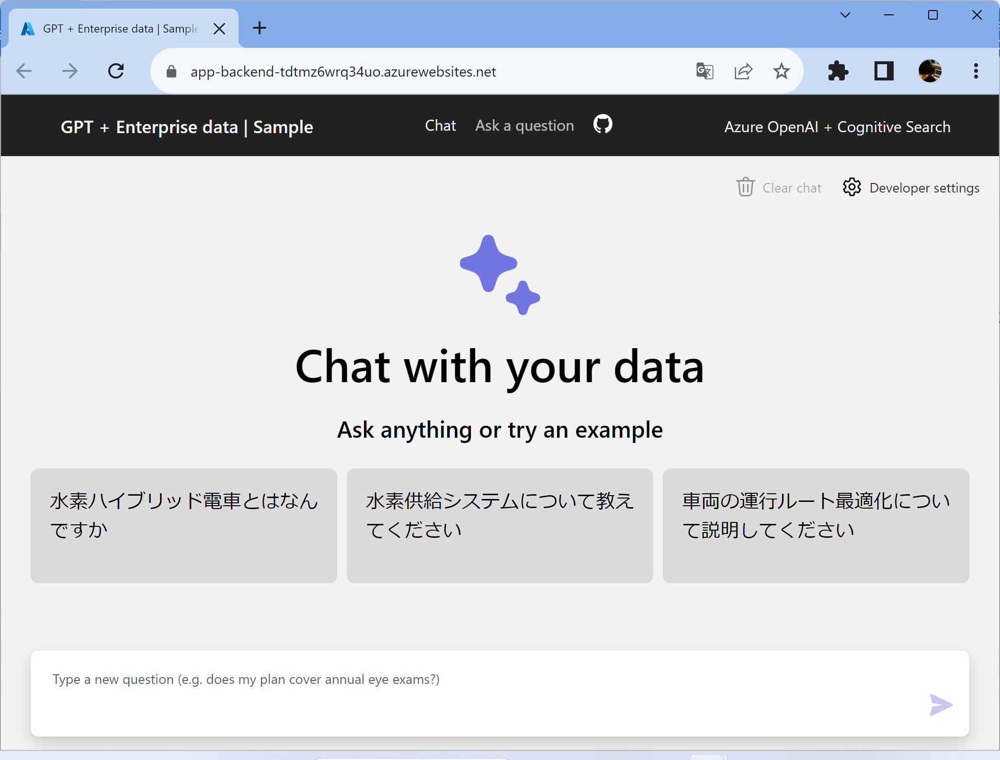 GPT + Enterprise data | Sample
app-backend-tdtmz6wrq34uo.azurewebsites.net
GPT + Enterprise data | Sample
Chat
Ask a question
Azure OpenAI + Cognitive Search
Clear chat
Developer settings
Chat with your data
Ask anything or try an example
水素ハイブリッド電車とはなん
ですか
水素供給システムについて教え
てください
車両の運行ルート最適化につい
て説明してください
Type a new question (e.g. does my plan cover annual eye exams?)